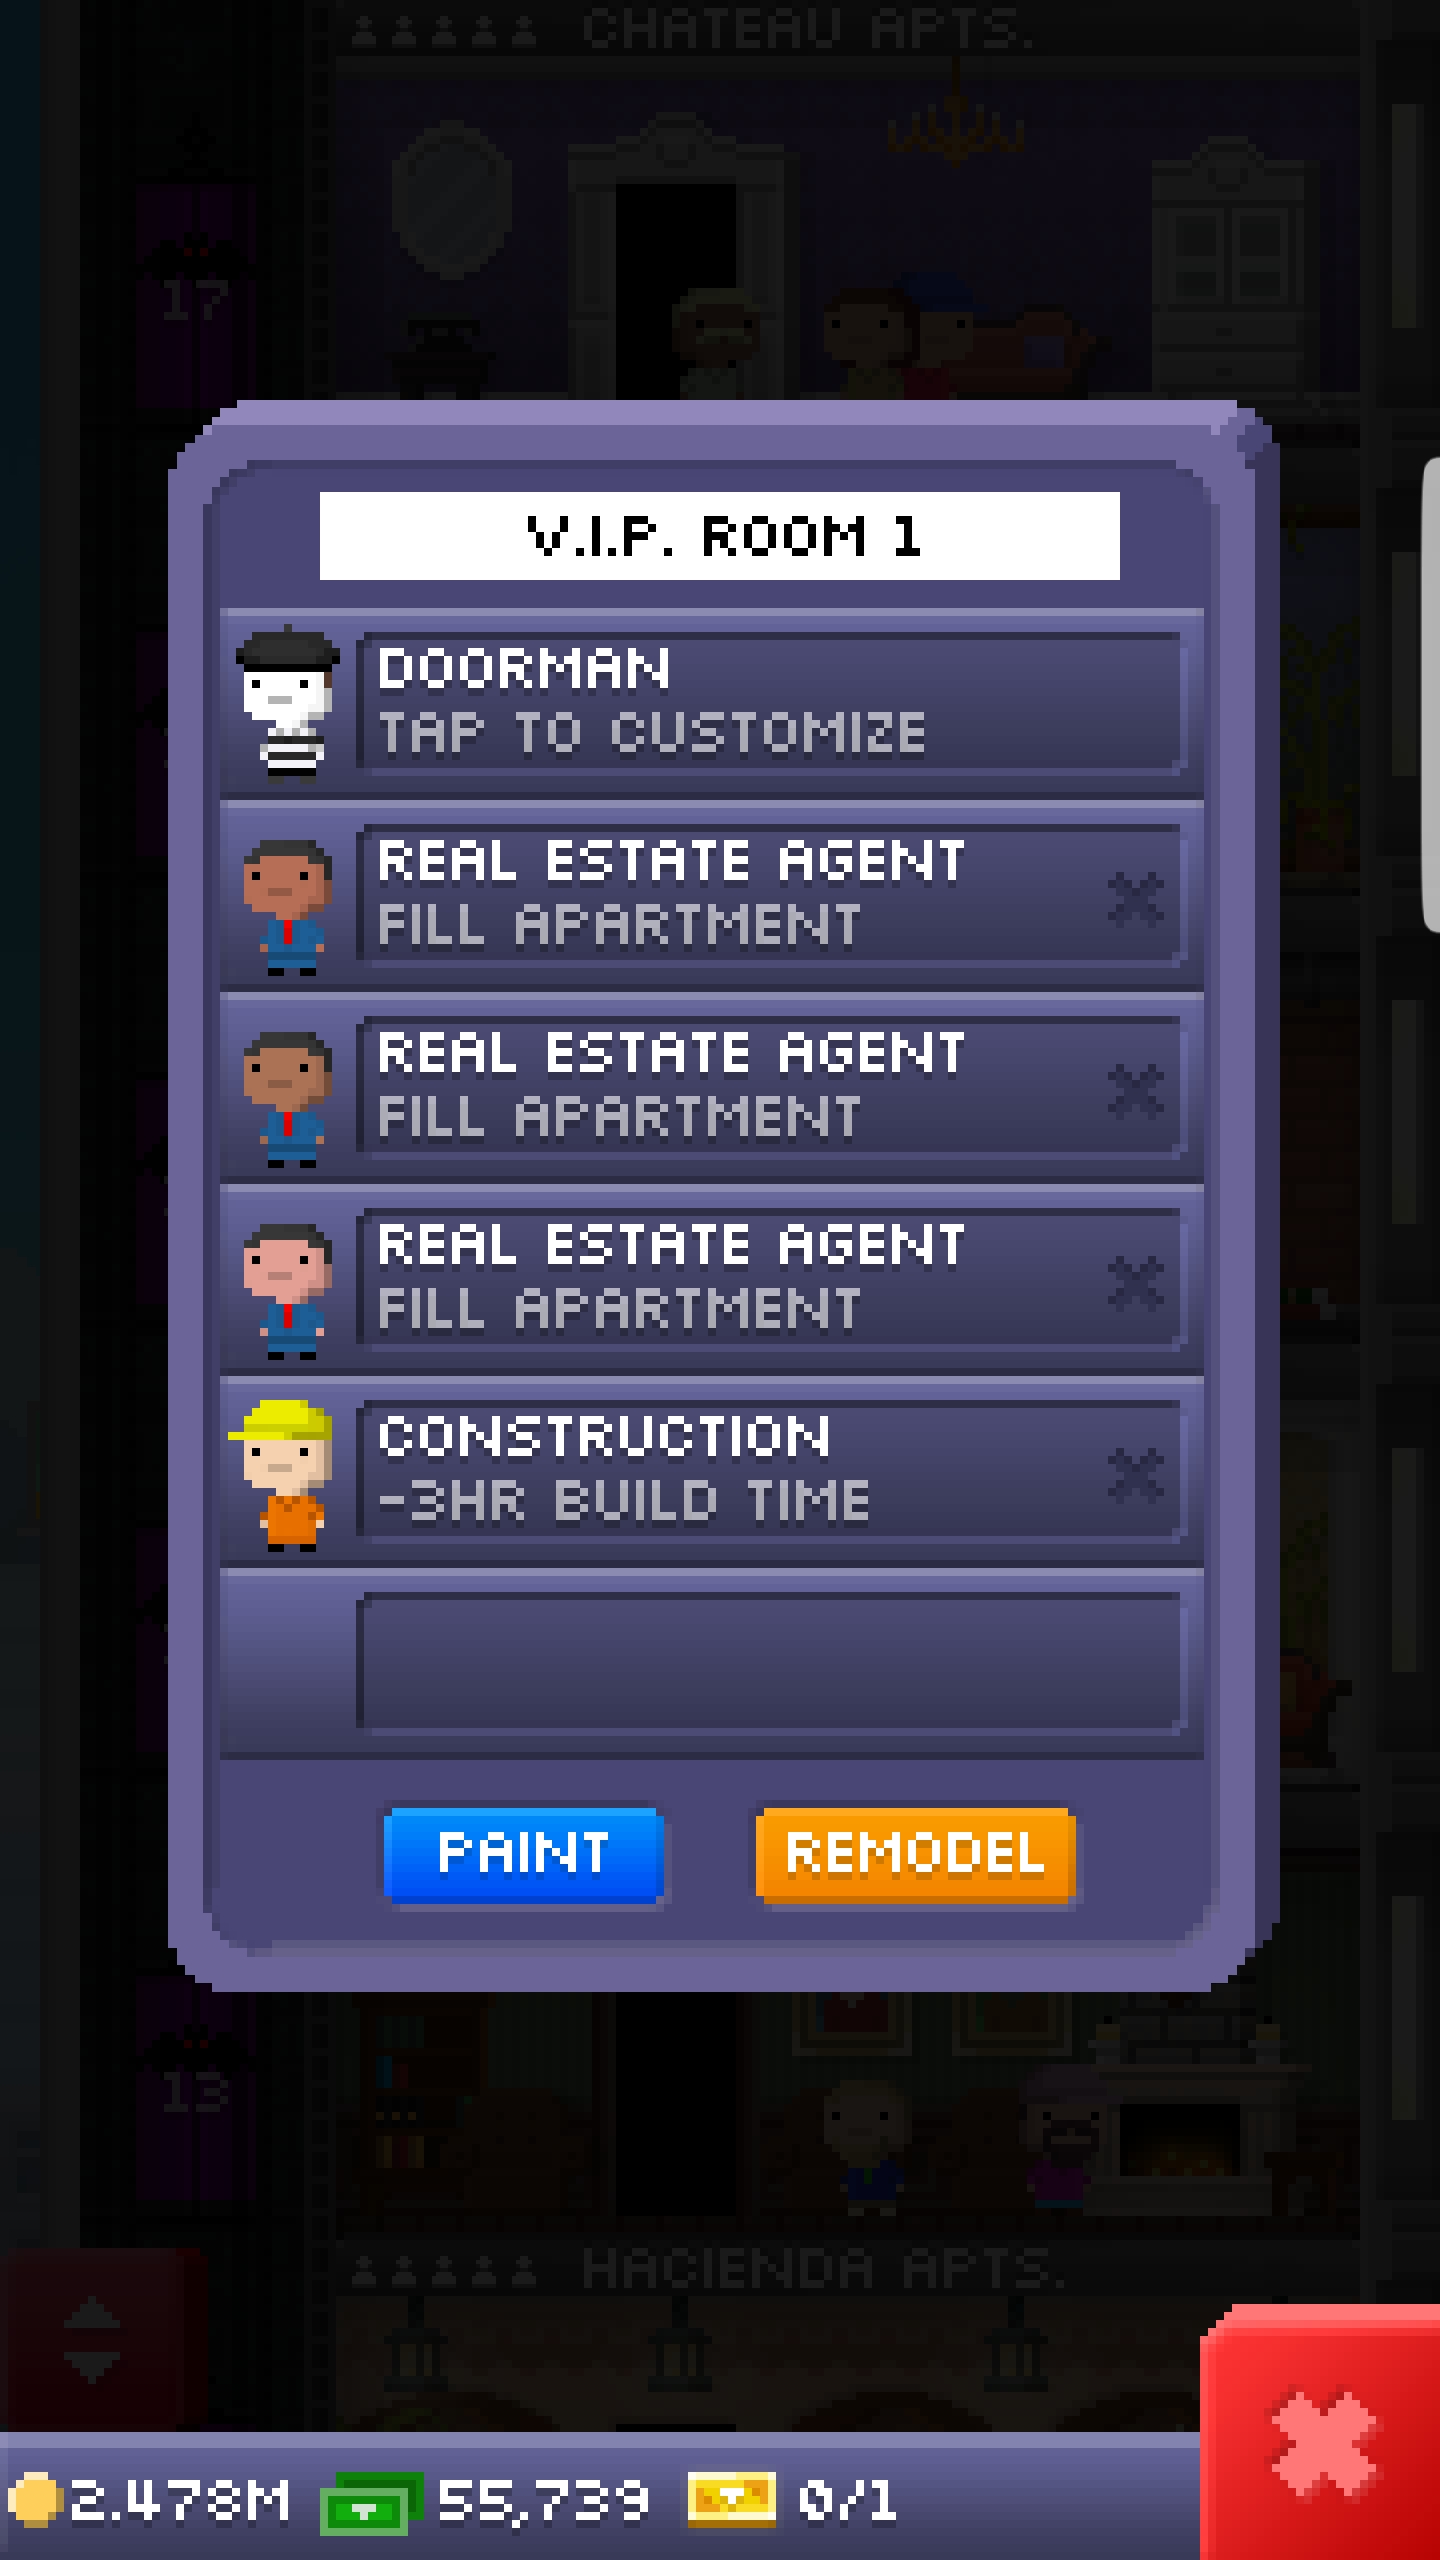 CHATEAU APTS.
17
V.I.P. ROOM 1
DOORMAN
TAP TO CUSTOMIZE
REAL ESTATE AGENT
FILL APARTMENT
REAL ESTATE AGENT
FILL APARTMENT
REAL ESTATE AGENT
FILL APARTMENT
CONSTRUCTION
-3HR BUILD TIME
PAINT REMODEL
13
HACIENDA APTS.
2.478M 55,739 0/1